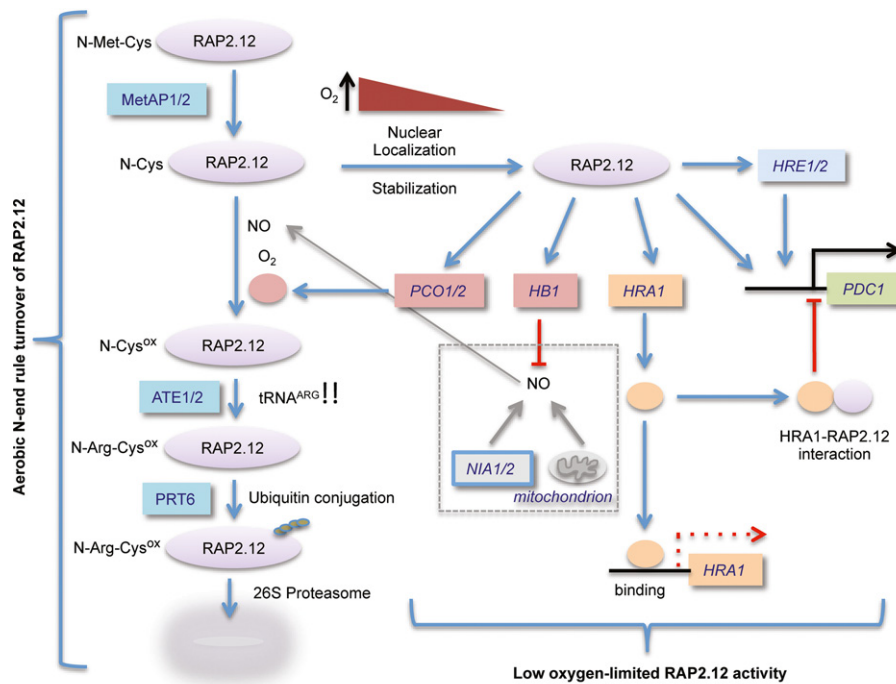 Aerobic N-end rule turnover of RAP2.12
N-Met-Cys
RAP2.12
MetAP1/2
N-Cys
RAP2.12
O2
Nuclear
Localization
Stabilization
RAP2.12
HRE1/2
NO
O2
PCO1/2
HB1
HRA1
PDC1
N-Cysox
RAP2.12
ATE1/2
tRNAARG!!
NO
NIA1/2
mitochondrion
HRA1-RAP2.12
interaction
N-Arg-Cysox
RAP2.12
PRT6
Ubiquitin conjugation
N-Arg-Cysox
RAP2.12
26S Proteasome
binding
HRA1
Low oxygen-limited RAP2.12 activity